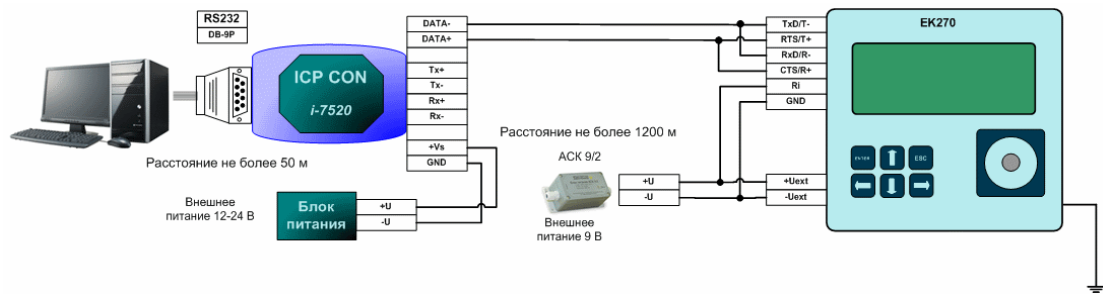 RS232
DB-9P
ICP CON
i-7520
DATA-
DATA+
Tx+
Tx-
Rx+
Rx-
+Vs
GND
Расстояние не более 50 м
Внешнее
питание 12-24 В
Блок
питания
+U
-U
Расстояние не более 1200 м
АСК 9/2
Внешнее
питание 9 В
+U
-U
TxD/T-
RTS/T+
RxD/R-
CTS/R+
Ri
GND
+Uext
-Uext
EK270
ENTER
ESC